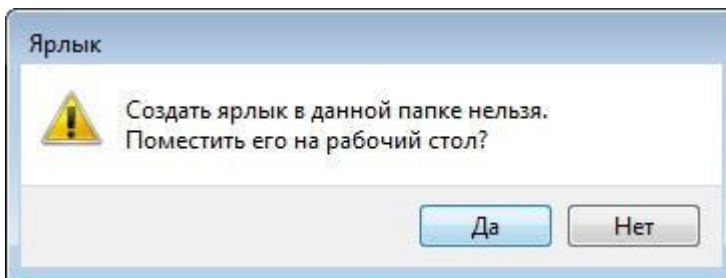 Ярлык
Создать ярлык в данной папке нельзя.
Поместить его на рабочий стол?
Да Нет